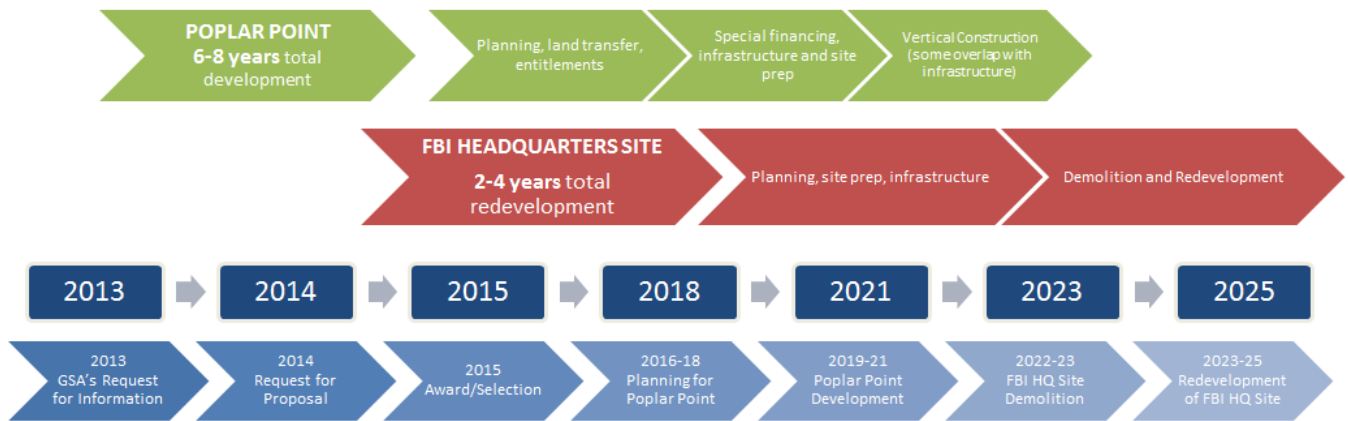 POPLAR POINT
6-8 years total
development
Planning, land transfer,
entitlements
Special financing,
infrastructure and site
prep
Vertical Construction
(some overlap with
infrastructure)
FBI HEADQUARTERS SITE
2-4 years total
redevelopment
Planning, site prep, infrastructure
Demolition and Redevelopment
2013
2014
2015
2018
2021
2023
2025
2013
GSA's Request
for Information
2014
Request for
Proposal
2015
Award/Selection
2016-18
Planning for
Poplar Point
2019-21
Poplar Point
Development
2022-23
FBI HQ Site
Demolition
2023-25
Redevelopment
of FBI HQ Site